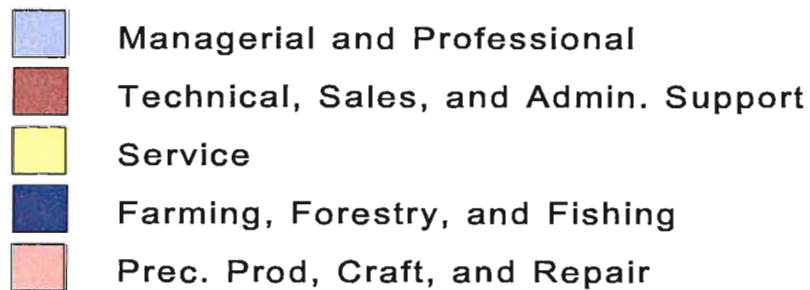 Managerial and Professional
Technical, Sales, and Admin. Support
Service
Farming, Forestry, and Fishing
Prec. Prod, Craft, and Repair